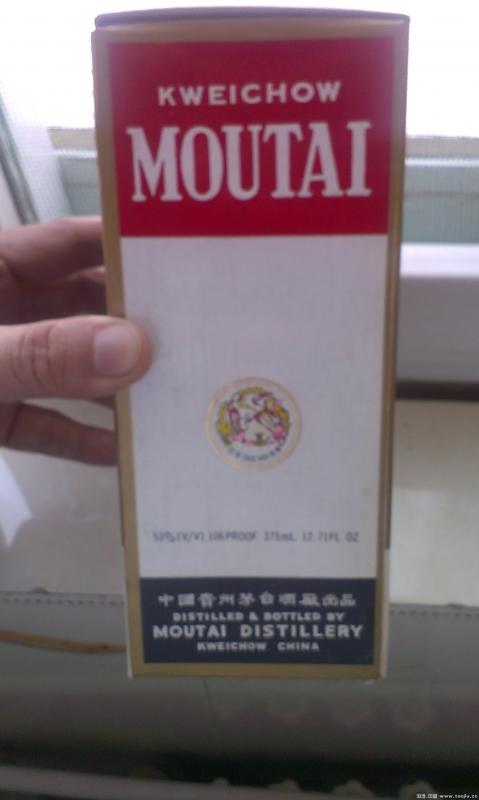 KWEICHOW
MOUTAI
53%(V/V) 106PROOF 375mL 12.71FL.OZ
中國貴州茅台酒廠出品
DISTILLED & BOTTLED BY
MOUTAI DISTILLERY
KWEICHOW CHINA